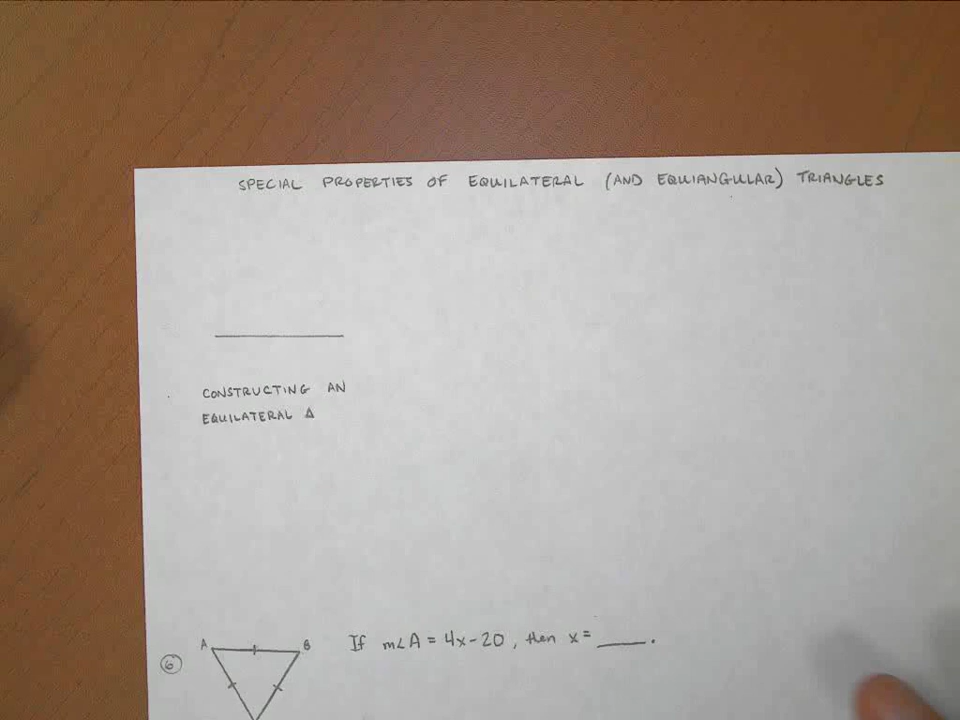 SPECIAL PROPERTIES OF EQUILATERAL (AND EQUIANGULAR) TRIANGLES
CONSTRUCTING AN
EQUILATERAL Δ
A B If m∠A = 4x-20, then x = ____.
6